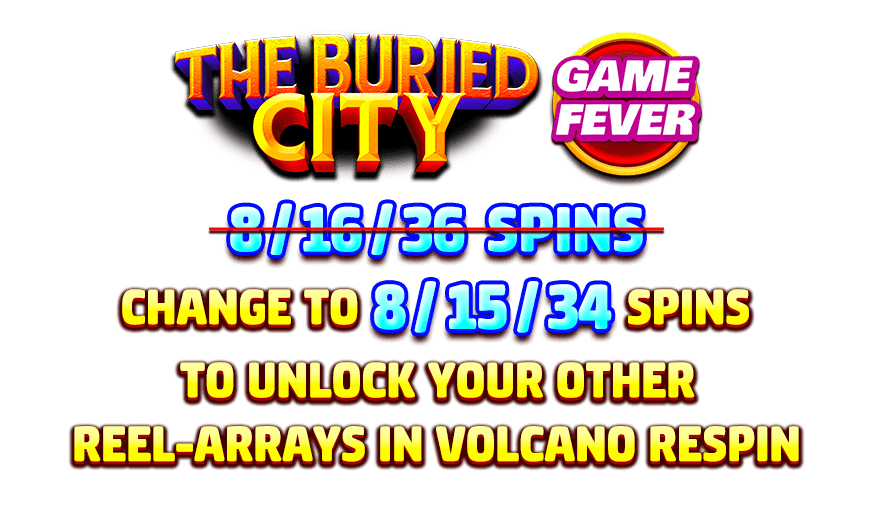 THE BURIED
CITY
GAME
FEVER
8/16/36 SPINS
CHANGE TO 8/15/34 SPINS
TO UNLOCK YOUR OTHER
REEL-ARRAYS IN VOLCANO RESPIN